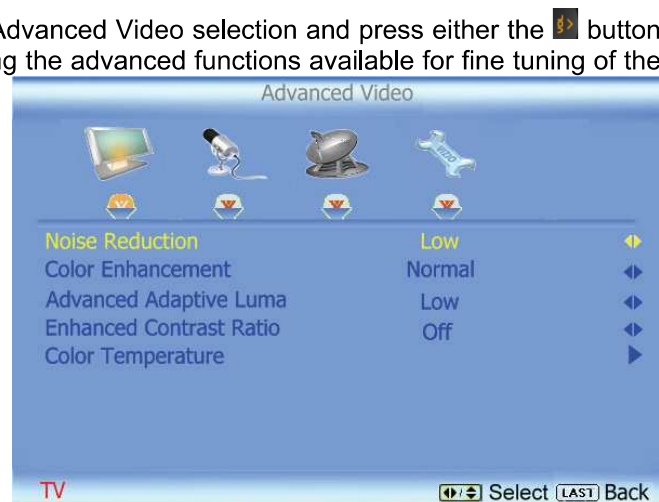 Advanced Video selection and press either the button
ng the advanced functions available for fine tuning of the
Advanced Video
VIZIO
Noise Reduction Low
Color Enhancement Normal
Advanced Adaptive Luma Low
Enhanced Contrast Ratio Off
Color Temperature
TV Select LAST Back